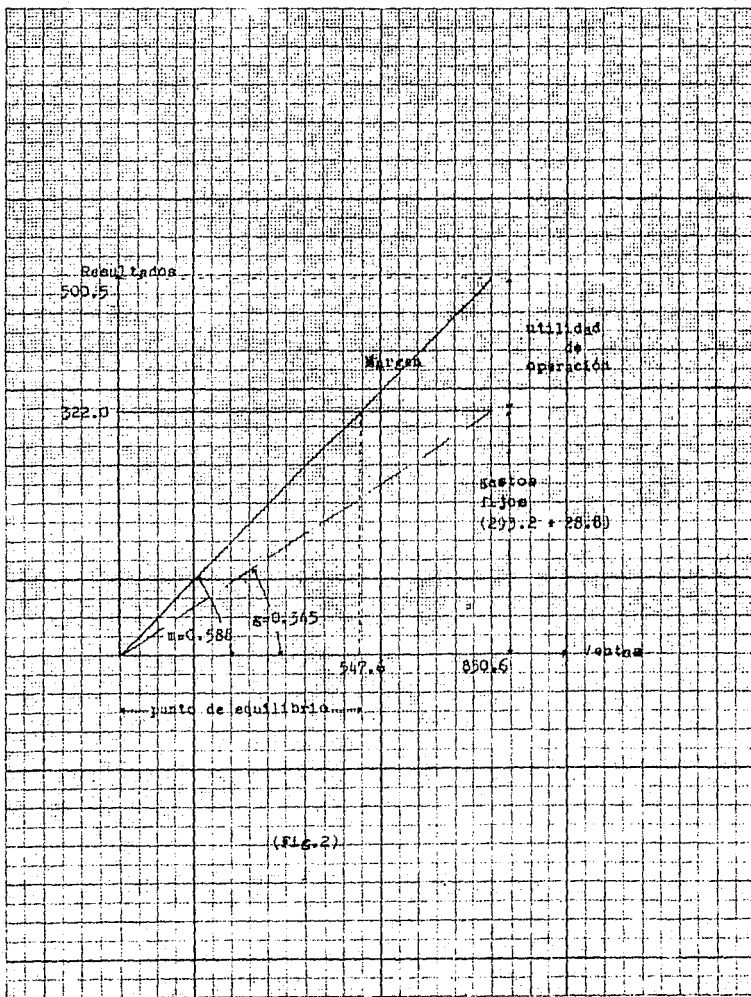 Resultados
500.5
utilidad
de
operación
Margen
322.0
Gastos
fijos
(293.2 + 28.8)
g=0.345
m=0.588
547.6
850.6
Ventas
punto de equilibrio
(Fig.2)